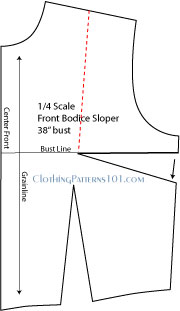 1/4 Scale
Front Bodice Sloper
38" bust
Bust Line
Center Front
Grainline
ClothingPatterns101.com